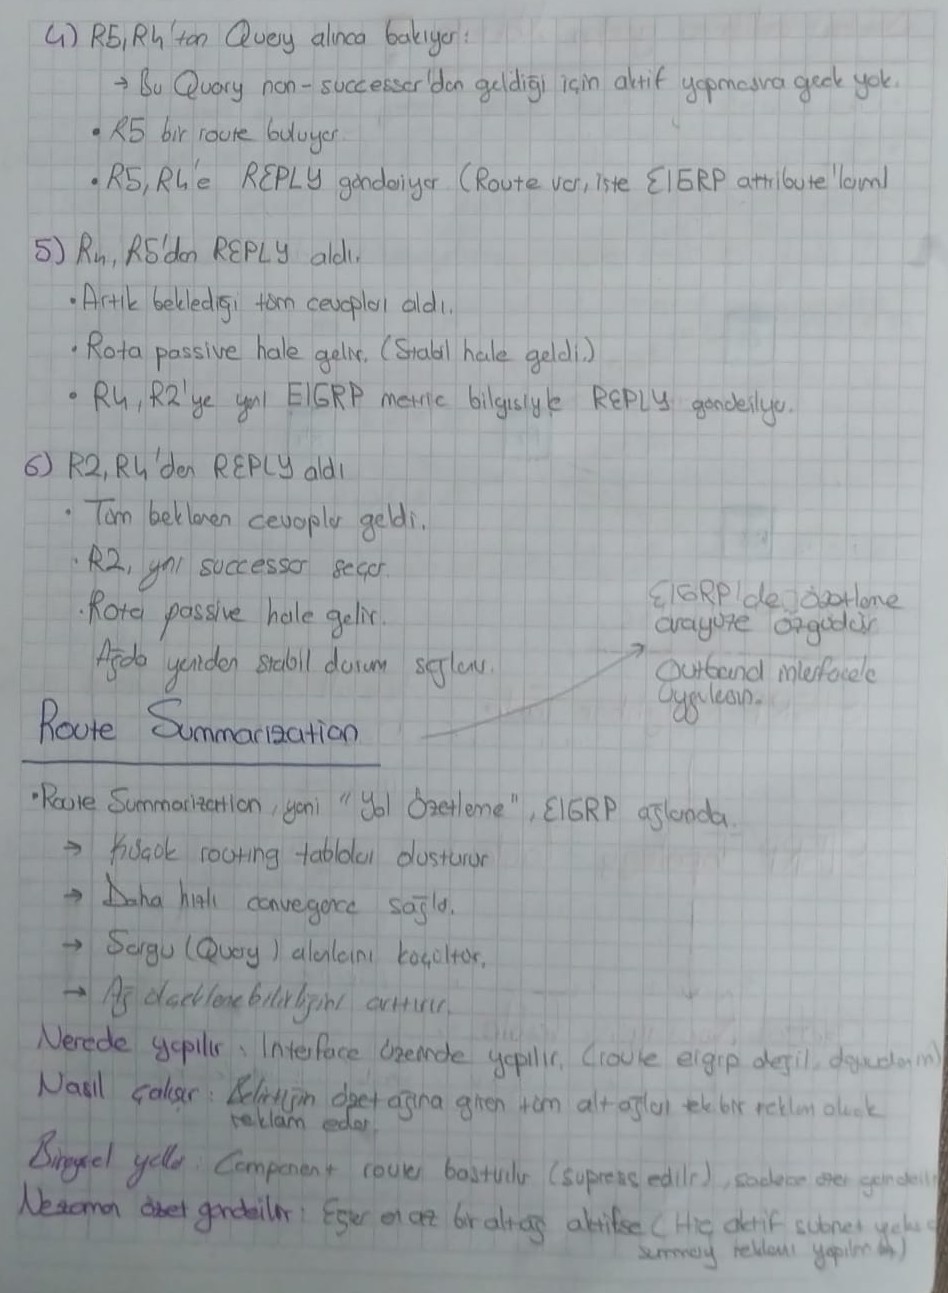 4) R5, R4'ten Query alınca bakıyor:
→ Bu Query non-successor'dan geldiği için aktif yapmasına gerek yok.
• R5 bir route buluyor.
• R5, R4'e REPLY gönderiyor (Route var, işte EIGRP attribute'ları)
5) R4, R5'den REPLY aldı.
• Artık beklediği tüm cevapları aldı.
• Rota passive hale gelir. (Stabil hale geldi.)
• R4, R2'ye yeni EIGRP metric bilgisiyle REPLY gönderiyor.
6) R2, R4'den REPLY aldı
• Tüm beklenen cevaplar geldi.
• R2, yeni successor seçer.
• Rota passive hale gelir.
Ağda yeniden stabil durum sağlanır.
EIGRP'de özetleme
arayüze özgüdür
Outband interface'e
uygulanır.
Route Summarization
• Route Summarization, yani "Yol Özetleme", EIGRP ağlarında.
→ Küçük routing tabloları oluşturur
→ Daha hızlı convergence sağlar.
→ Sorgu (Query) alanlarını küçültür.
→ Ağ ölçeklenebilirliğini arttırır.
Nerede yapılır: Interface üzerinde yapılır. (route eigrp değil,
Nasıl çalışır: Belirtilen özet ağına giren tüm alt ağları tek bir reklam olarak
reklam eder.
Bireysel yollar: Component routes bastırılır (supress edilir), sadece özet gönderilir
Ne zaman özet gönderilir: Eğer en az bir alt ağ aktifse (Hiç aktif subnet yoksa
summary reklamı yapılmaz)